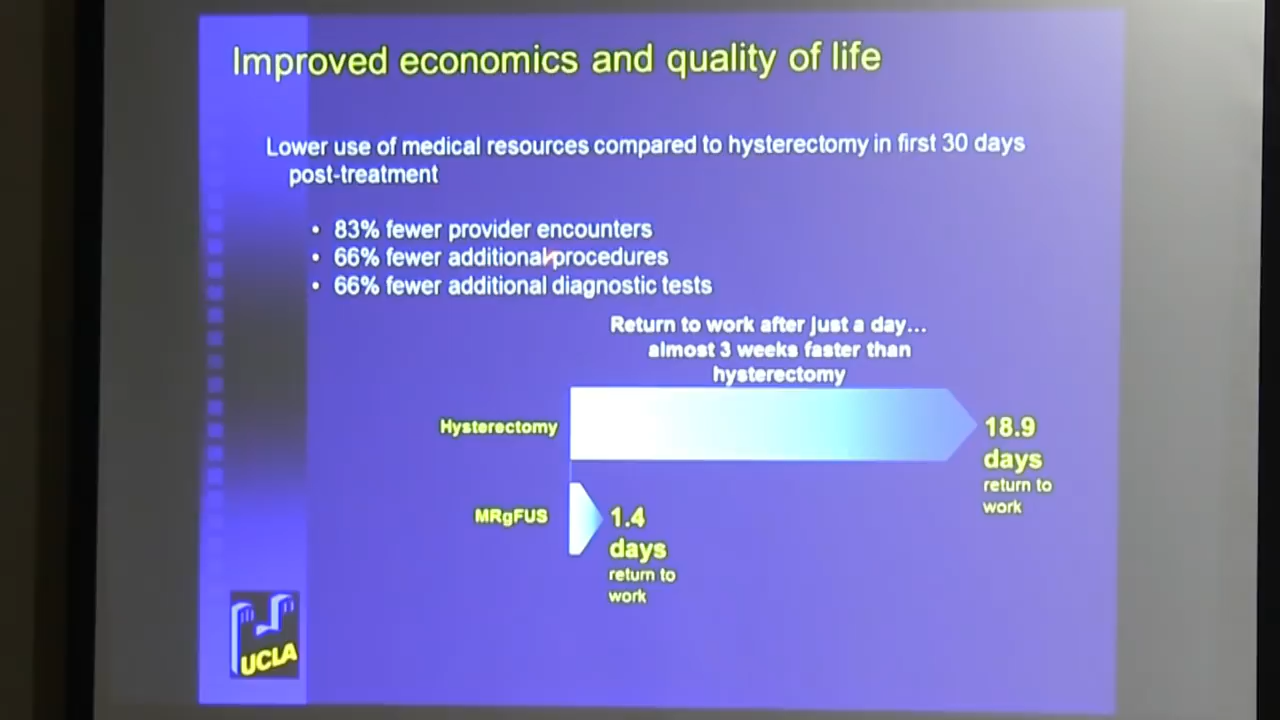 Improved economics and quality of life
Lower use of medical resources compared to hysterectomy in first 30 days
post-treatment
• 83% fewer provider encounters
• 66% fewer additional procedures
• 66% fewer additional diagnostic tests
Return to work after just a day...
almost 3 weeks faster than
hysterectomy
Hysterectomy
18.9
days
return to
work
MRgFUS
1.4
days
return to
work
UCLA